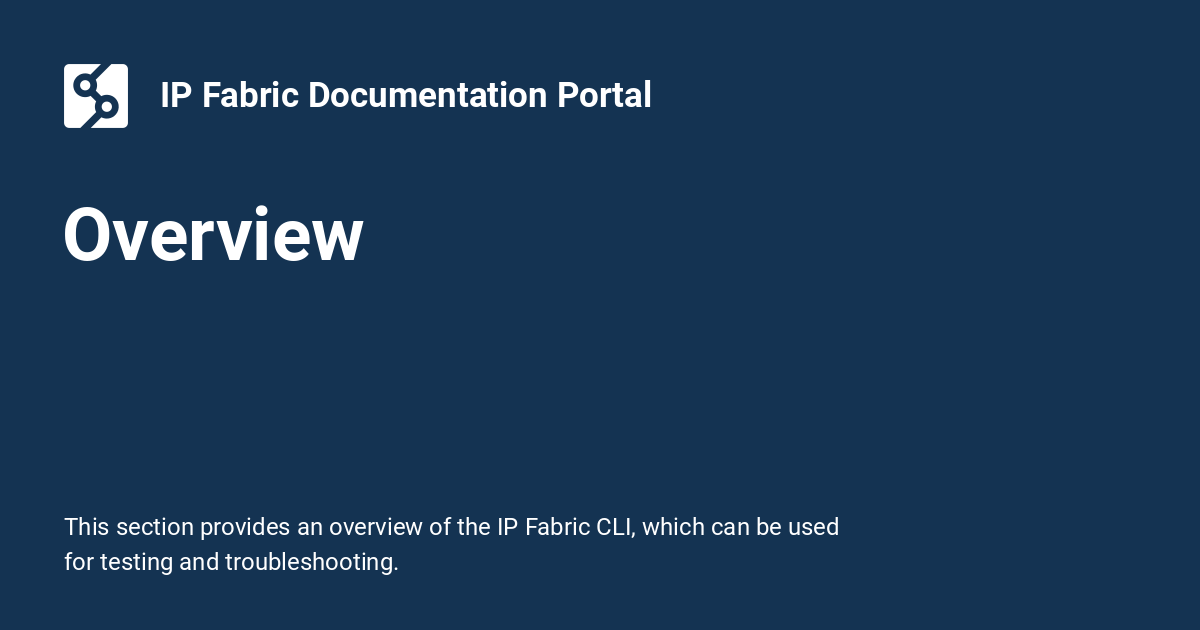 IP Fabric Documentation Portal
Overview
This section provides an overview of the IP Fabric CLI, which can be used
for testing and troubleshooting.